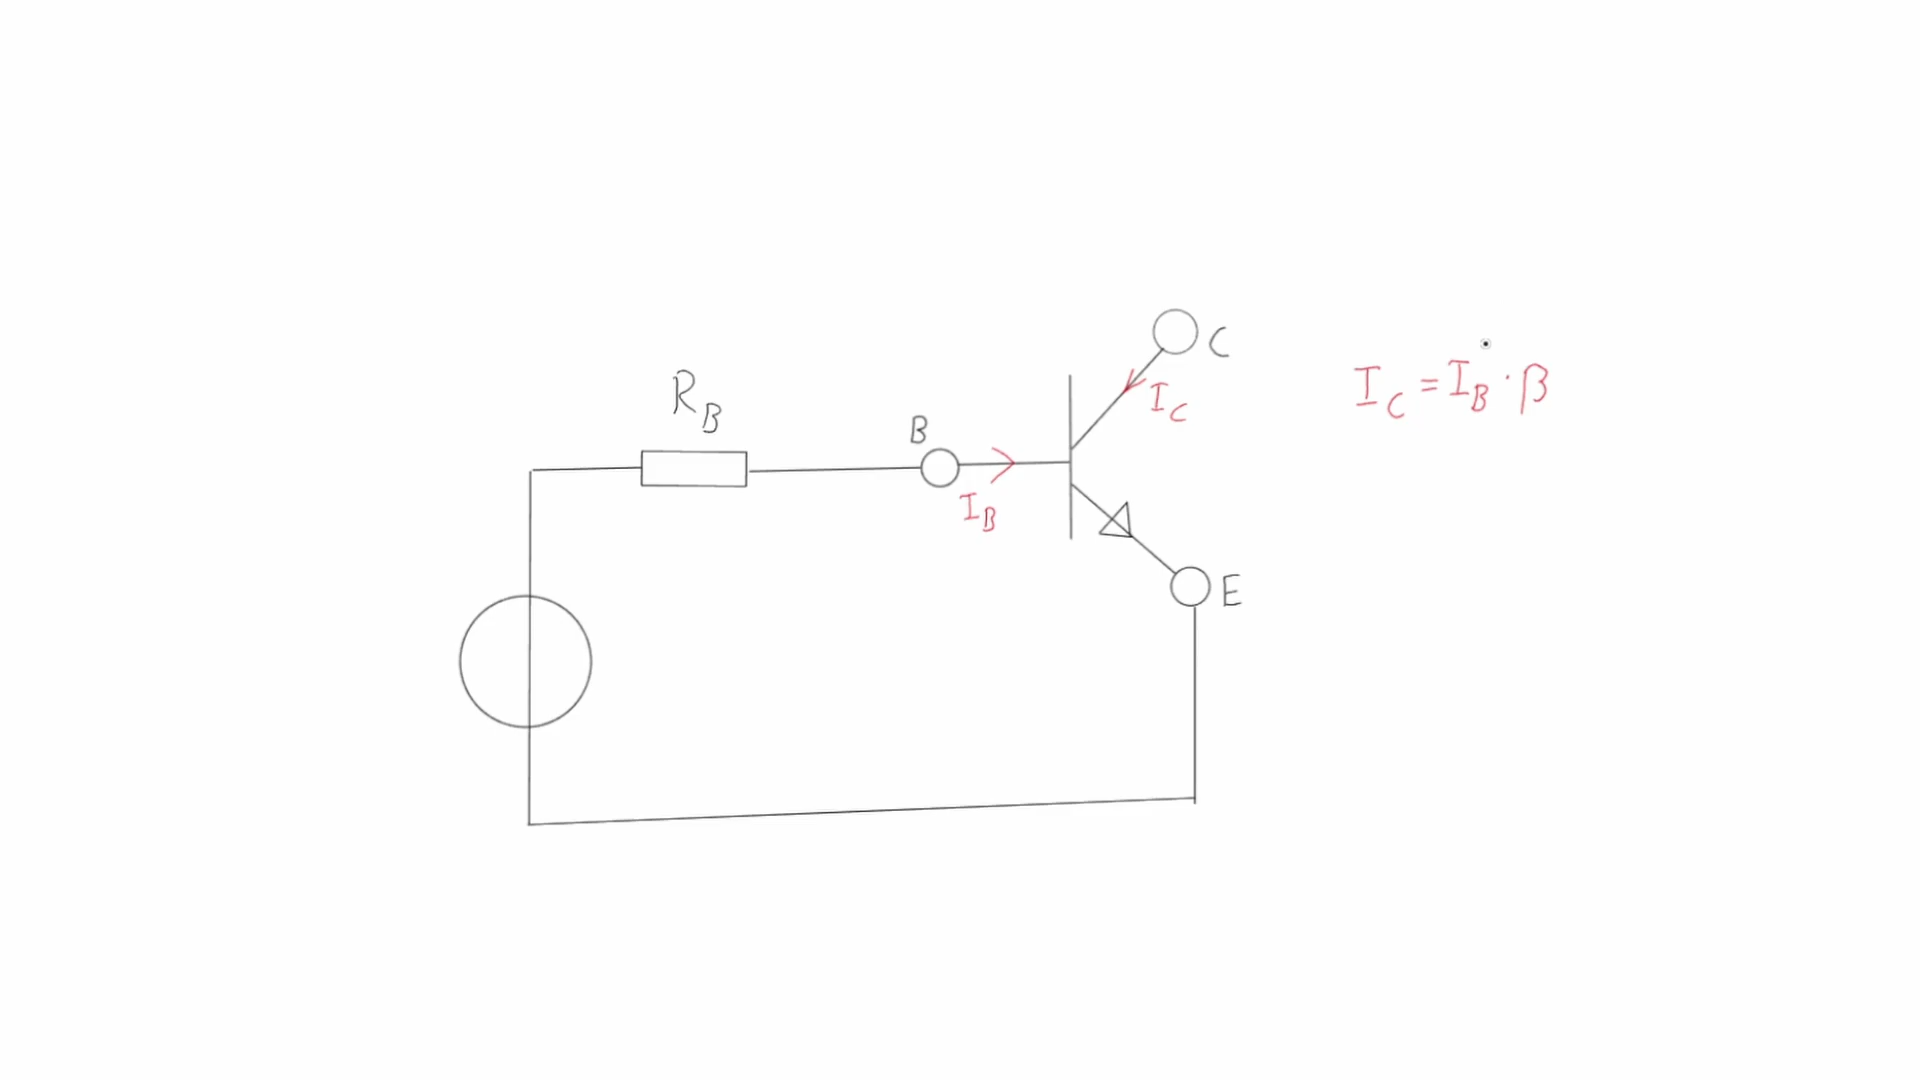 C
R_B
B
I_C
I_C = I_B · β
I_B
E